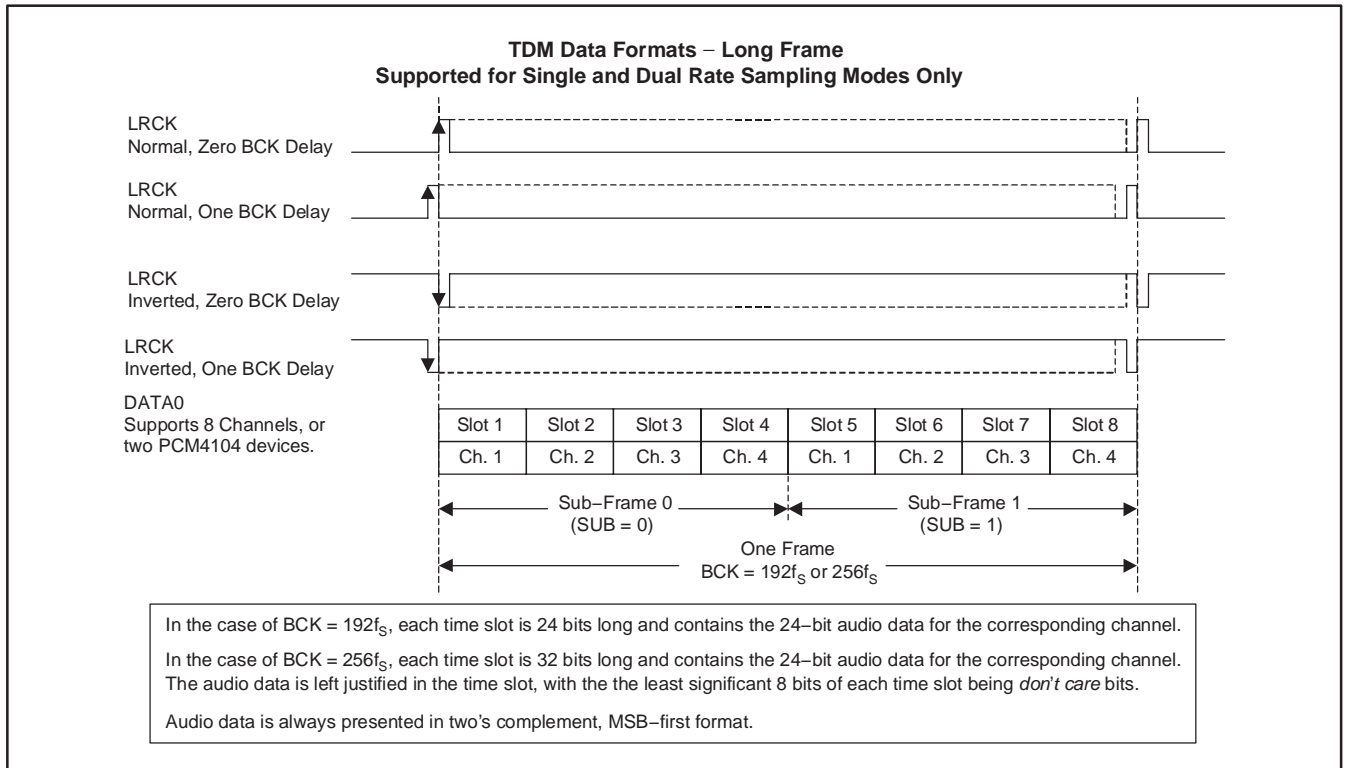 TDM Data Formats − Long Frame
Supported for Single and Dual Rate Sampling Modes Only
LRCK
Normal, Zero BCK Delay
LRCK
Normal, One BCK Delay
LRCK
Inverted, Zero BCK Delay
LRCK
Inverted, One BCK Delay
DATA0
Supports 8 Channels, or
two PCM4104 devices.
Slot 1 Slot 2 Slot 3 Slot 4 Slot 5 Slot 6 Slot 7 Slot 8
Ch. 1 Ch. 2 Ch. 3 Ch. 4 Ch. 1 Ch. 2 Ch. 3 Ch. 4
Sub−Frame 0 Sub−Frame 1
(SUB = 0) (SUB = 1)
One Frame
BCK = 192fS or 256fS
In the case of BCK = 192fS, each time slot is 24 bits long and contains the 24−bit audio data for the corresponding channel.
In the case of BCK = 256fS, each time slot is 32 bits long and contains the 24−bit audio data for the corresponding channel.
The audio data is left justified in the time slot, with the the least significant 8 bits of each time slot being don't care bits.
Audio data is always presented in two's complement, MSB−first format.